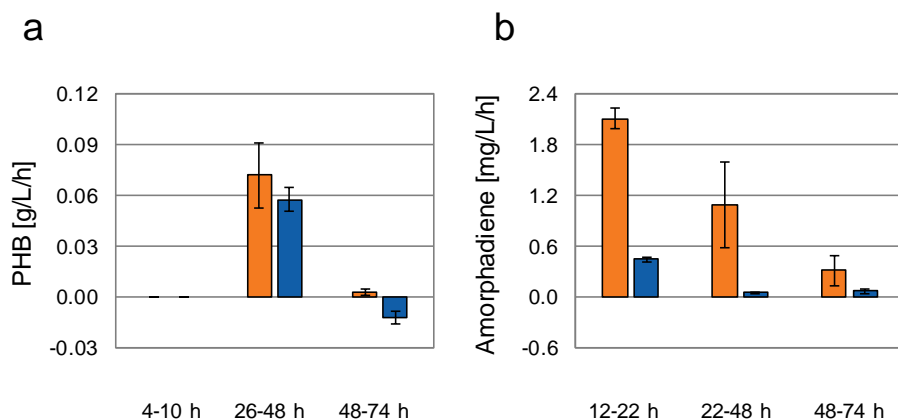 a
PHB [g/L/h]
0.12
0.09
0.06
0.03
0.00
-0.03
4-10 h 26-48 h 48-74 h
b
Amorphadiene [mg/L/h]
2.4
1.8
1.2
0.6
0.0
-0.6
12-22 h 22-48 h 48-74 h